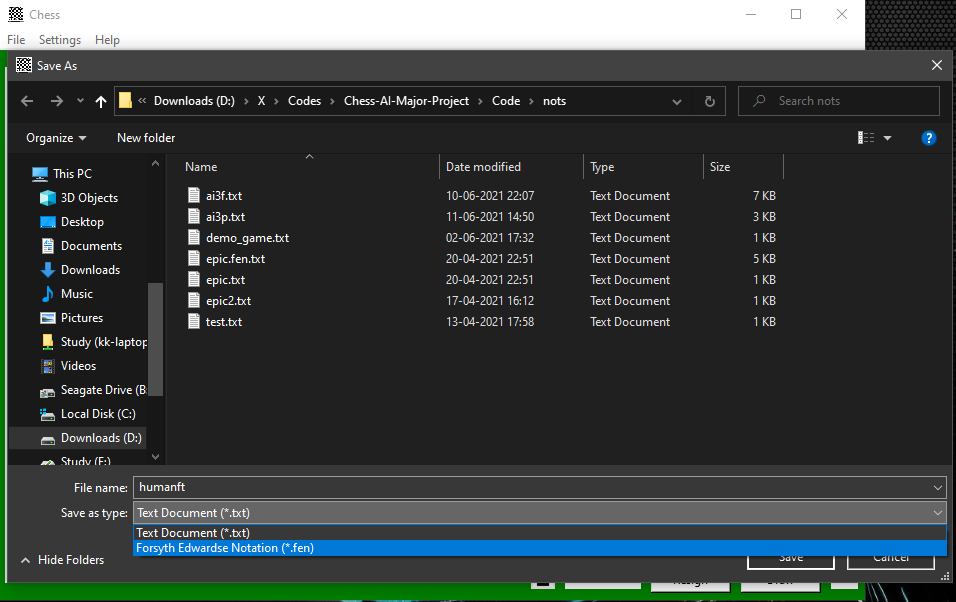 Chess
File Settings Help
Save As
« Downloads (D:) › X › Codes › Chess-AI-Major-Project › Code › nots
Search nots
Organize New folder
?
Name Date modified Type Size
This PC
3D Objects
Desktop
Documents
Downloads
Music
Pictures
Study (kk-laptop
Videos
Seagate Drive (B:
Local Disk (C:)
Downloads (D:)
Study (F:)
ai3f.txt 10-06-2021 22:07 Text Document 7 KB
ai3p.txt 11-06-2021 14:50 Text Document 3 KB
demo_game.txt 02-06-2021 17:32 Text Document 1 KB
epic.fen.txt 20-04-2021 22:51 Text Document 5 KB
epic.txt 20-04-2021 22:51 Text Document 1 KB
epic2.txt 17-04-2021 16:12 Text Document 1 KB
test.txt 13-04-2021 17:58 Text Document 1 KB
File name: humanft
Save as type: Text Document (*.txt)
Text Document (*.txt)
Forsyth Edwardse Notation (*.fen)
Hide Folders
Save Cancel